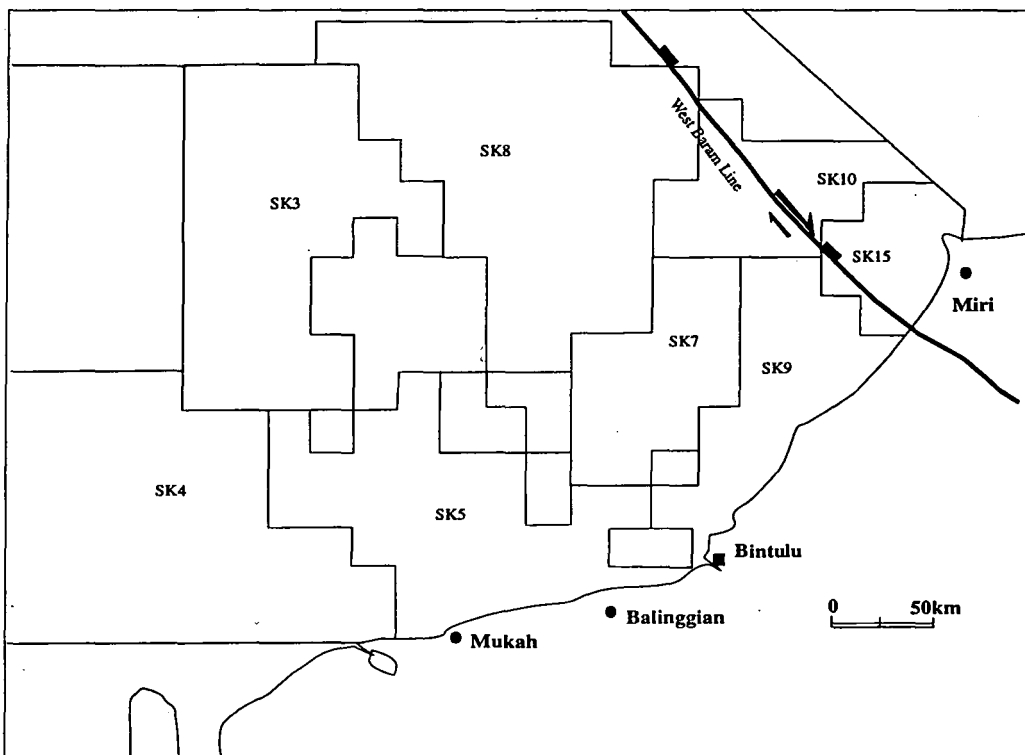 West Baram Line
SK8
SK10
SK3
SK15
Miri
SK7
SK9
SK4
SK5
Bintulu
0 50km
Balinggian
Mukah